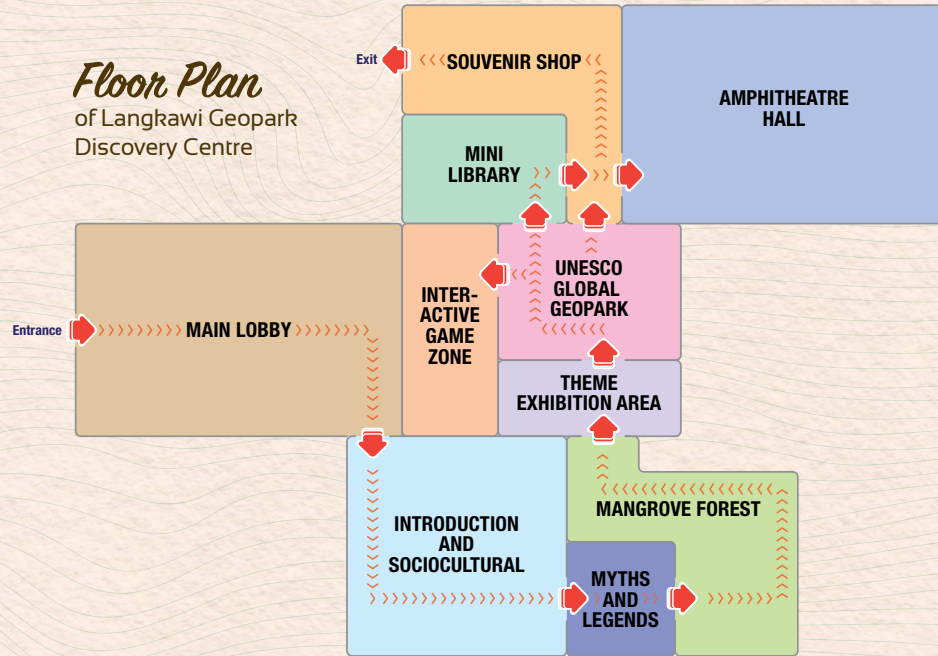 Floor Plan
of Langkawi Geopark
Discovery Centre
Exit
SOUVENIR SHOP
AMPHITHEATRE
HALL
MINI
LIBRARY
Entrance
MAIN LOBBY
INTER-
ACTIVE
GAME
ZONE
UNESCO
GLOBAL
GEOPARK
THEME
EXHIBITION AREA
INTRODUCTION
AND
SOCIOCULTURAL
MANGROVE FOREST
MYTHS
AND
LEGENDS